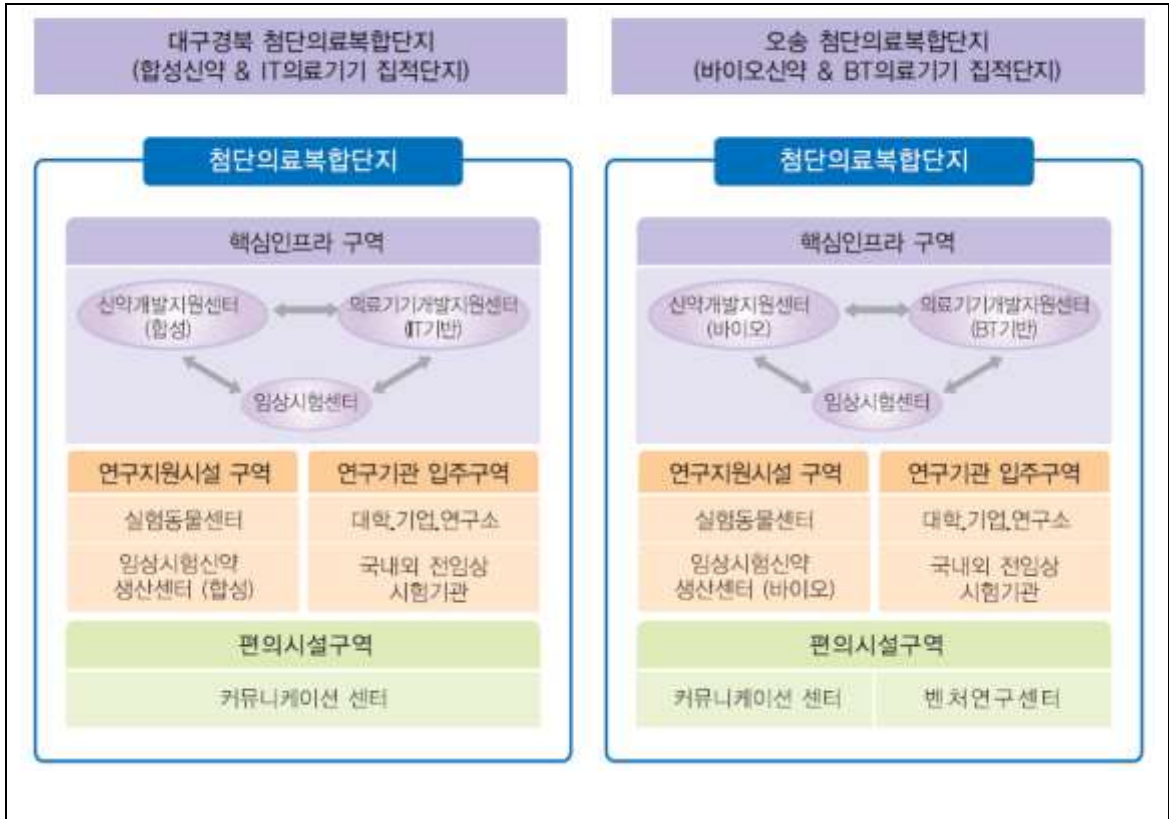 대구경북 첨단의료복합단지
(합성신약 & IT의료기기 집적단지)
첨단의료복합단지
핵심인프라 구역
신약개발지원센터
(합성)
의료기기개발지원센터
(IT기반)
임상시험센터
연구지원시설 구역
연구기관 입주구역
실험동물센터
대학,기업,연구소
임상시험신약
생산센터 (합성)
국내외 전임상
시험기관
편의시설구역
커뮤니케이션 센터
오송 첨단의료복합단지
(바이오신약 & BT의료기기 집적단지)
첨단의료복합단지
핵심인프라 구역
신약개발지원센터
(바이오)
의료기기개발지원센터
(BT기반)
임상시험센터
연구지원시설 구역
연구기관 입주구역
실험동물센터
대학,기업,연구소
임상시험신약
생산센터 (바이오)
국내외 전임상
시험기관
편의시설구역
커뮤니케이션 센터
벤처연구센터